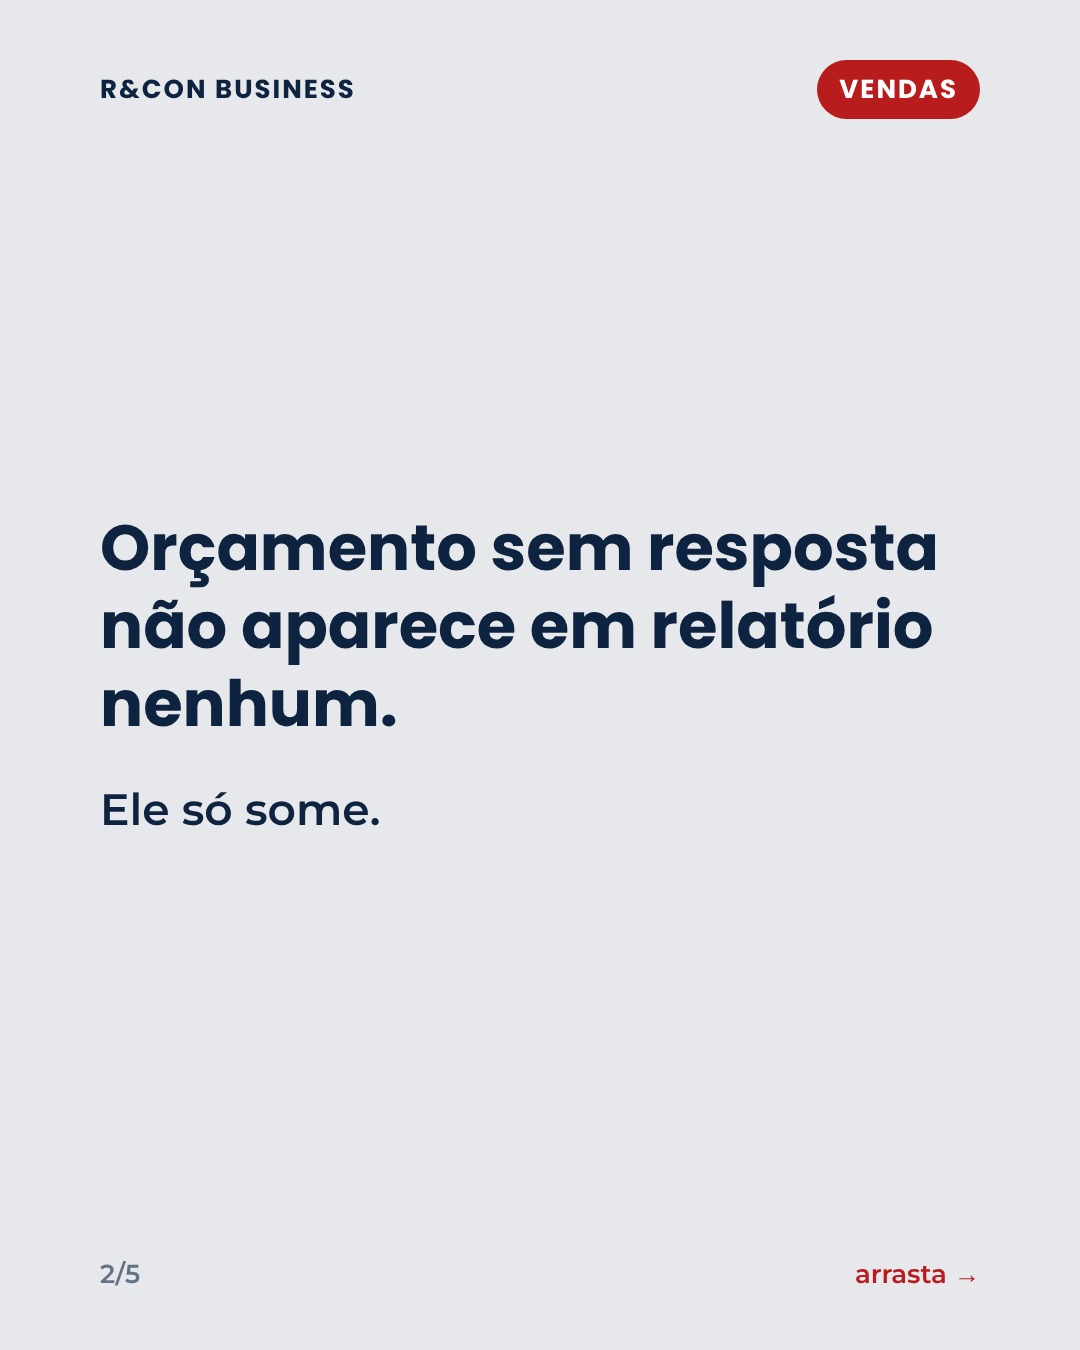 R&CON BUSINESS
VENDAS
Orçamento sem resposta
não aparece em relatório
nenhum.
Ele só some.
2/5
arrasta →